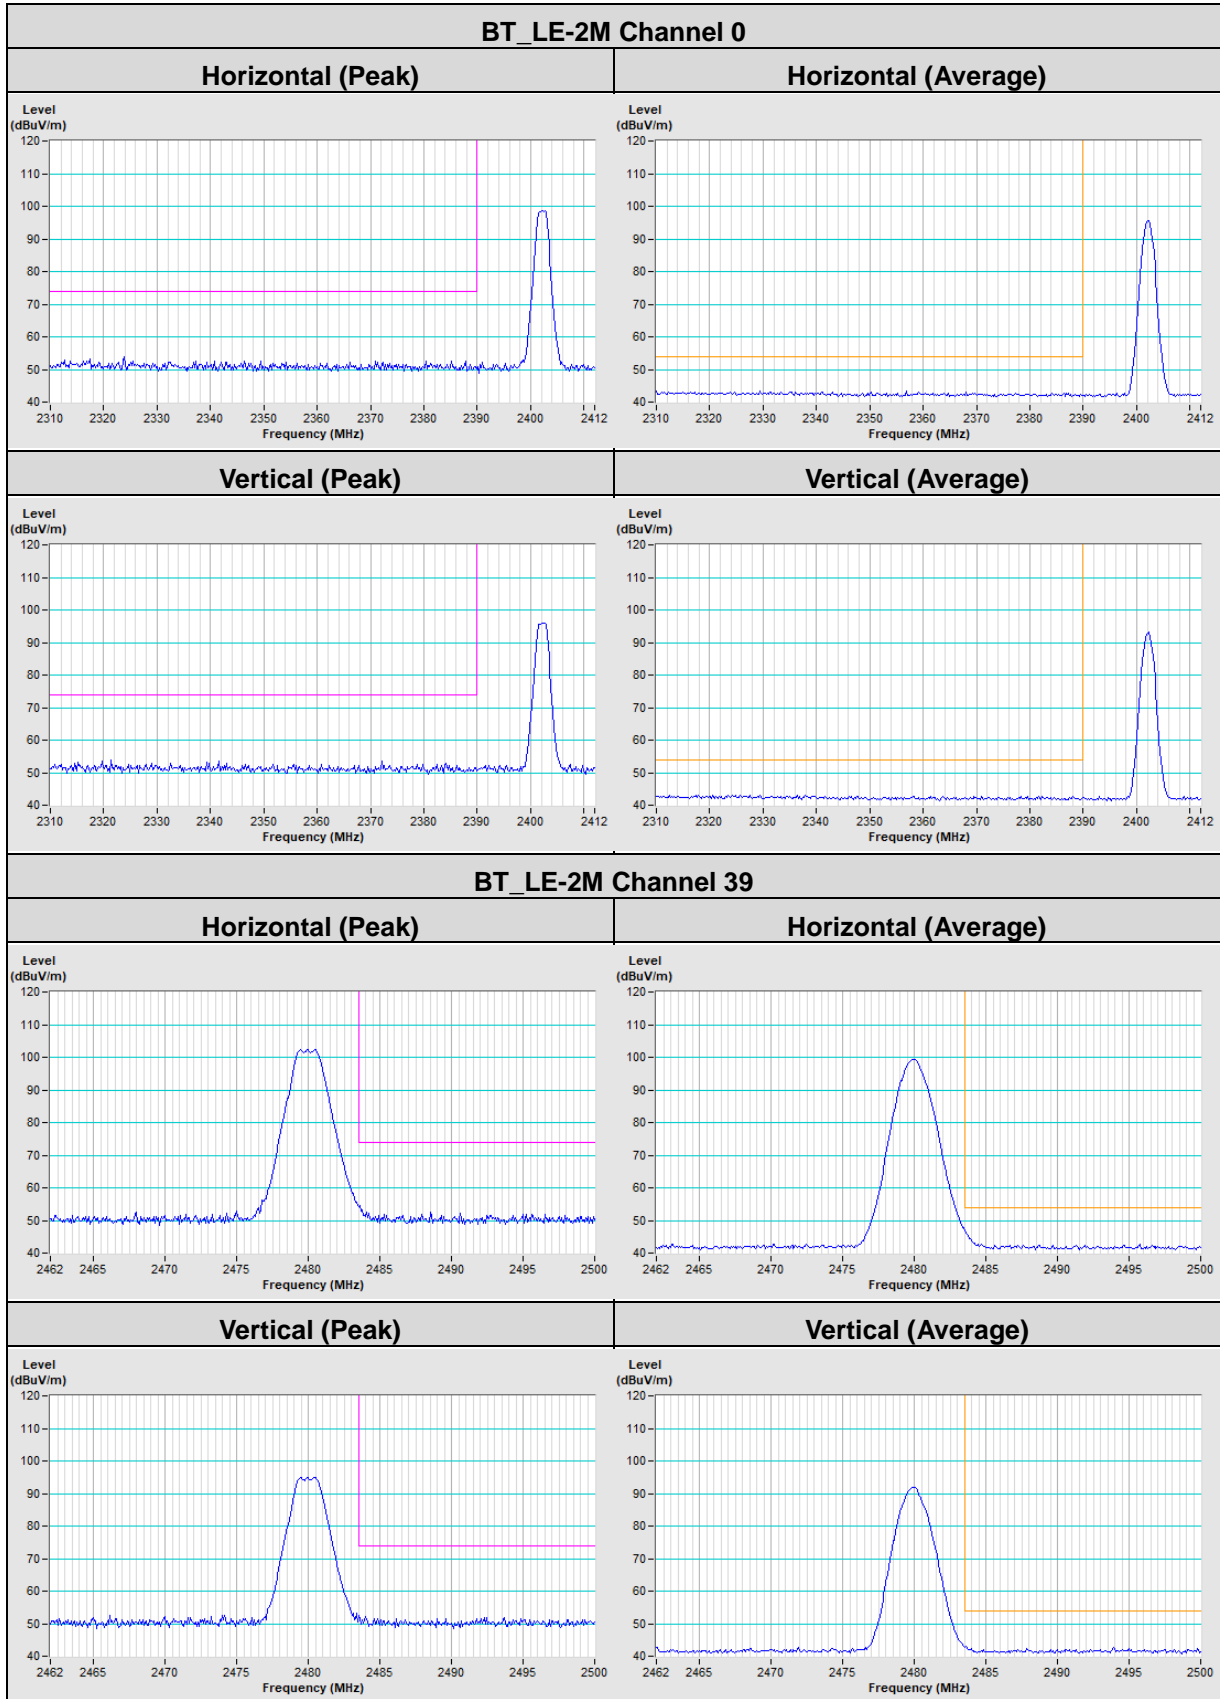 BT_LE-2M Channel 0
Horizontal (Peak) Horizontal (Average)
Level
(dBuV/m)
120
110
100
90
80
70
60
50
40
2310 2320 2330 2340 2350 2360 2370 2380 2390 2400 2412
Frequency (MHz)
Level
(dBuV/m)
120
110
100
90
80
70
60
50
40
2310 2320 2330 2340 2350 2360 2370 2380 2390 2400 2412
Frequency (MHz)
Vertical (Peak) Vertical (Average)
Level
(dBuV/m)
120
110
100
90
80
70
60
50
40
2310 2320 2330 2340 2350 2360 2370 2380 2390 2400 2412
Frequency (MHz)
Level
(dBuV/m)
120
110
100
90
80
70
60
50
40
2310 2320 2330 2340 2350 2360 2370 2380 2390 2400 2412
Frequency (MHz)
BT_LE-2M Channel 39
Horizontal (Peak) Horizontal (Average)
Level
(dBuV/m)
120
110
100
90
80
70
60
50
40
2462 2465 2470 2475 2480 2485 2490 2495 2500
Frequency (MHz)
Level
(dBuV/m)
120
110
100
90
80
70
60
50
40
2462 2465 2470 2475 2480 2485 2490 2495 2500
Frequency (MHz)
Vertical (Peak) Vertical (Average)
Level
(dBuV/m)
120
110
100
90
80
70
60
50
40
2462 2465 2470 2475 2480 2485 2490 2495 2500
Frequency (MHz)
Level
(dBuV/m)
120
110
100
90
80
70
60
50
40
2462 2465 2470 2475 2480 2485 2490 2495 2500
Frequency (MHz)